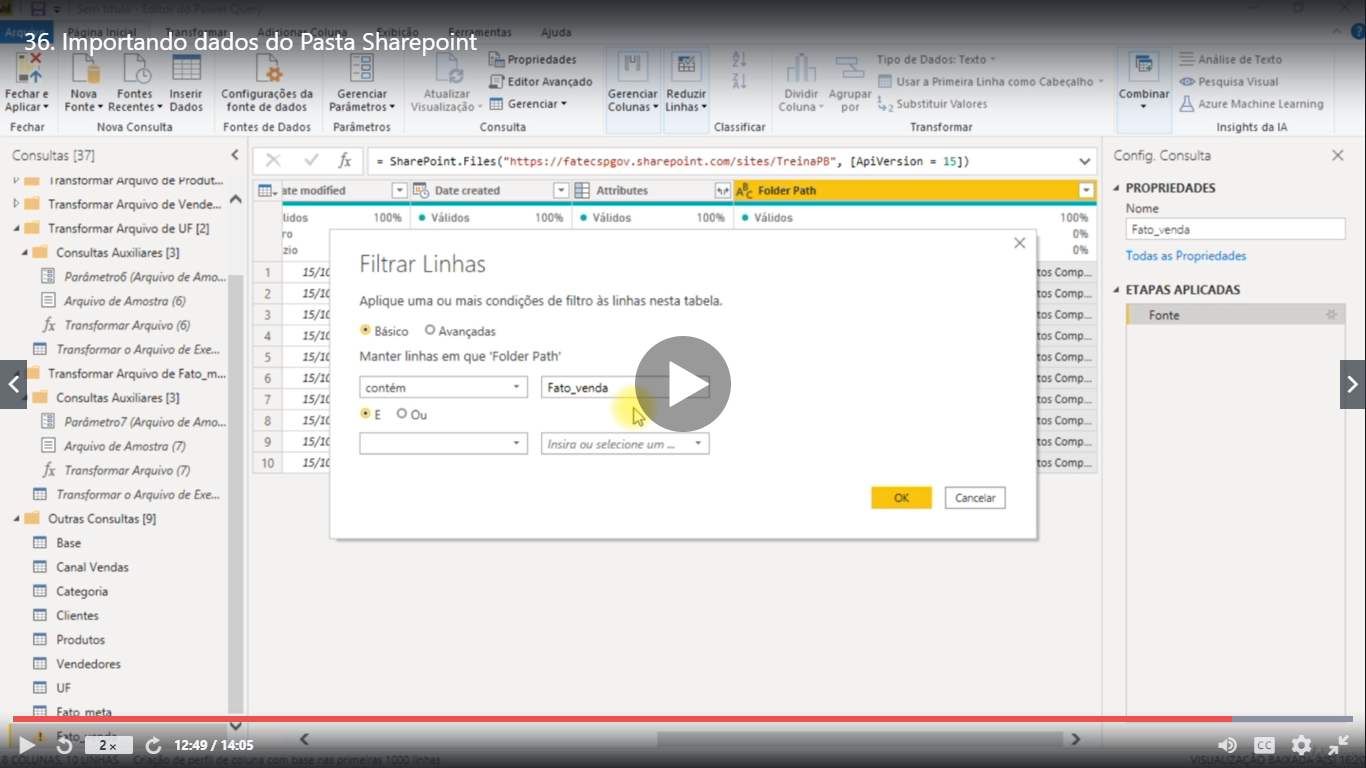 Sem título - Editor do Power Query
36. Importando dados do Pasta Sharepoint
Página Inicial Transformar Adicionar Coluna Exibição Ferramentas Ajuda
Fechar e Aplicar
Nova Fonte
Fontes Recentes
Inserir Dados
Configurações da fonte de dados
Gerenciar Parâmetros
Atualizar Visualização
Propriedades
Editor Avançado
Gerenciar
Gerenciar Colunas
Reduzir Linhas
Dividir Coluna
Agrupar por
Tipo de Dados: Texto
Usar a Primeira Linha como Cabeçalho
Substituir Valores
Combinar
Análise de Texto
Pesquisa Visual
Azure Machine Learning
Fechar Nova Consulta Fontes de Dados Parâmetros Consulta Classificar Transformar Insights da IA
Consultas [37]
Transformar Arquivo de Produt...
Transformar Arquivo de Vende...
Transformar Arquivo de UF [2]
Consultas Auxiliares [3]
Parâmetro6 (Arquivo de Amo...
Arquivo de Amostra (6)
Transformar Arquivo (6)
Transformar o Arquivo de Exe...
Transformar Arquivo de Fato_m...
Consultas Auxiliares [3]
Parâmetro7 (Arquivo de Amo...
Arquivo de Amostra (7)
Transformar Arquivo (7)
Transformar o Arquivo de Exe...
Outras Consultas [9]
Base
Canal Vendas
Categoria
Clientes
Produtos
Vendedores
UF
Fato_meta
fx = SharePoint.Files("https://fatecspgov.sharepoint.com/sites/TreinaPB", [ApiVersion = 15])
ate modified Date created Attributes Folder Path
lidos 100% Válidos 100% Válidos 100% Válidos 100%
ro 0%
zio 0%
1 15/10 tos Comp...
2 15/10 tos Comp...
3 15/10 tos Comp...
4 15/10 tos Comp...
5 15/10 tos Comp...
6 15/10 tos Comp...
7 15/10 tos Comp...
8 15/10 tos Comp...
9 15/10 tos Comp...
10 15/10 tos Comp...
Filtrar Linhas
Aplique uma ou mais condições de filtro às linhas nesta tabela.
Básico Avançadas
Manter linhas em que 'Folder Path'
contém Fato_venda
E Ou
Insira ou selecione um ...
OK Cancelar
Config. Consulta
PROPRIEDADES
Nome
Fato_venda
Todas as Propriedades
ETAPAS APLICADAS
Fonte
2× 12:49 / 14:05 CC
8 COLUNAS, 10 LINHAS Criação de perfil de coluna com base nas primeiras 1000 linhas